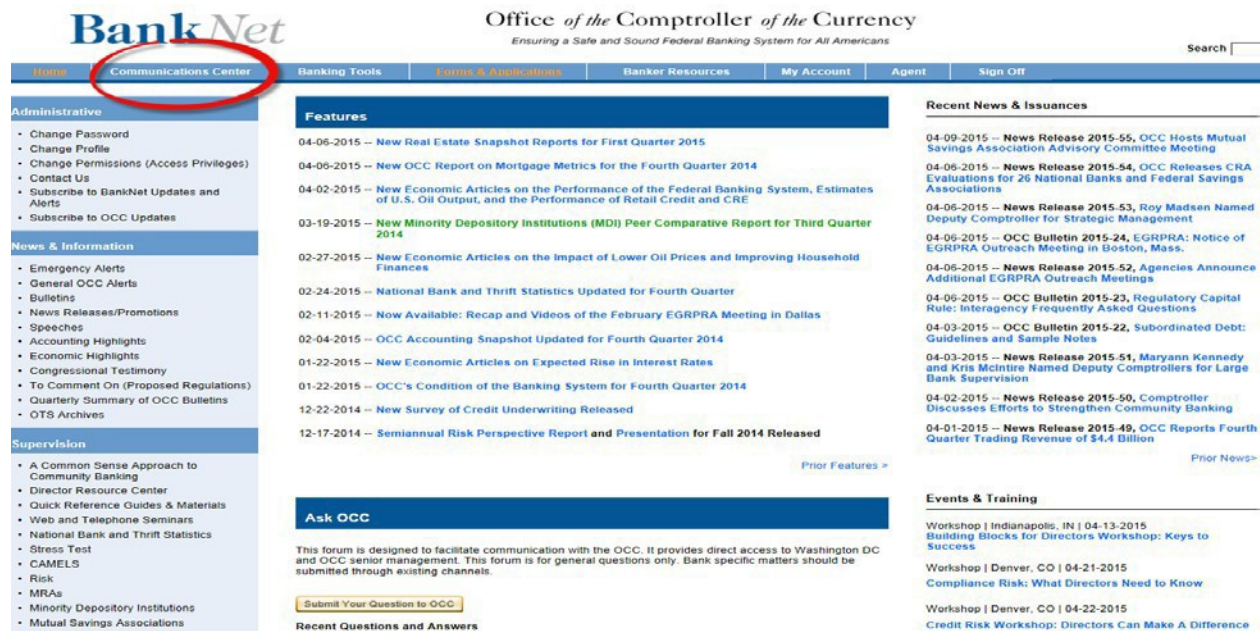 BankNet
Office of the Comptroller of the Currency
Ensuring a Safe and Sound Federal Banking System for All Americans
Search
Home
Communications Center
Banking Tools
Forms & Applications
Banker Resources
My Account
Agent
Sign Off
Administrative
• Change Password
• Change Profile
• Change Permissions (Access Privileges)
• Contact Us
• Subscribe to BankNet Updates and
Alerts
• Subscribe to OCC Updates
News & Information
• Emergency Alerts
• General OCC Alerts
• Bulletins
• News Releases/Promotions
• Speeches
• Accounting Highlights
• Economic Highlights
• Congressional Testimony
• To Comment On (Proposed Regulations)
• Quarterly Summary of OCC Bulletins
• OTS Archives
Supervision
• A Common Sense Approach to
Community Banking
• Director Resource Center
• Quick Reference Guides & Materials
• Web and Telephone Seminars
• National Bank and Thrift Statistics
• Stress Test
• CAMELS
• Risk
• MRAs
• Minority Depository Institutions
• Mutual Savings Associations
Features
04-06-2015 -- New Real Estate Snapshot Reports for First Quarter 2015
04-06-2015 -- New OCC Report on Mortgage Metrics for the Fourth Quarter 2014
04-02-2015 -- New Economic Articles on the Performance of the Federal Banking System, Estimates
of U.S. Oil Output, and the Performance of Retail Credit and CRE
03-19-2015 -- New Minority Depository Institutions (MDI) Peer Comparative Report for Third Quarter
2014
02-27-2015 -- New Economic Articles on the Impact of Lower Oil Prices and Improving Household
Finances
02-24-2015 -- National Bank and Thrift Statistics Updated for Fourth Quarter
02-11-2015 -- Now Available: Recap and Videos of the February EGRPRA Meeting in Dallas
02-04-2015 -- OCC Accounting Snapshot Updated for Fourth Quarter 2014
01-22-2015 -- New Economic Articles on Expected Rise in Interest Rates
01-22-2015 -- OCC's Condition of the Banking System for Fourth Quarter 2014
12-22-2014 -- New Survey of Credit Underwriting Released
12-17-2014 -- Semiannual Risk Perspective Report and Presentation for Fall 2014 Released
Prior Features >
Ask OCC
This forum is designed to facilitate communication with the OCC. It provides direct access to Washington DC
and OCC senior management. This forum is for general questions only. Bank specific matters should be
submitted through existing channels.
Submit Your Question to OCC
Recent Questions and Answers
Recent News & Issuances
04-09-2015 -- News Release 2015-55, OCC Hosts Mutual
Savings Association Advisory Committee Meeting
04-06-2015 -- News Release 2015-54, OCC Releases CRA
Evaluations for 26 National Banks and Federal Savings
Associations
04-06-2015 -- News Release 2015-53, Roy Madsen Named
Deputy Comptroller for Strategic Management
04-06-2015 -- OCC Bulletin 2015-24, EGRPRA: Notice of
EGRPRA Outreach Meeting in Boston, Mass.
04-06-2015 -- News Release 2015-52, Agencies Announce
Additional EGRPRA Outreach Meetings
04-06-2015 -- OCC Bulletin 2015-23, Regulatory Capital
Rule: Interagency Frequently Asked Questions
04-03-2015 -- OCC Bulletin 2015-22, Subordinated Debt:
Guidelines and Sample Notes
04-03-2015 -- News Release 2015-51, Maryann Kennedy
and Kris McIntire Named Deputy Comptrollers for Large
Bank Supervision
04-02-2015 -- News Release 2015-50, Comptroller
Discusses Efforts to Strengthen Community Banking
04-01-2015 -- News Release 2015-49, OCC Reports Fourth
Quarter Trading Revenue of $4.4 Billion
Prior News>
Events & Training
Workshop | Indianapolis, IN | 04-13-2015
Building Blocks for Directors Workshop: Keys to
Success
Workshop | Denver, CO | 04-21-2015
Compliance Risk: What Directors Need to Know
Workshop | Denver, CO | 04-22-2015
Credit Risk Workshop: Directors Can Make A Difference